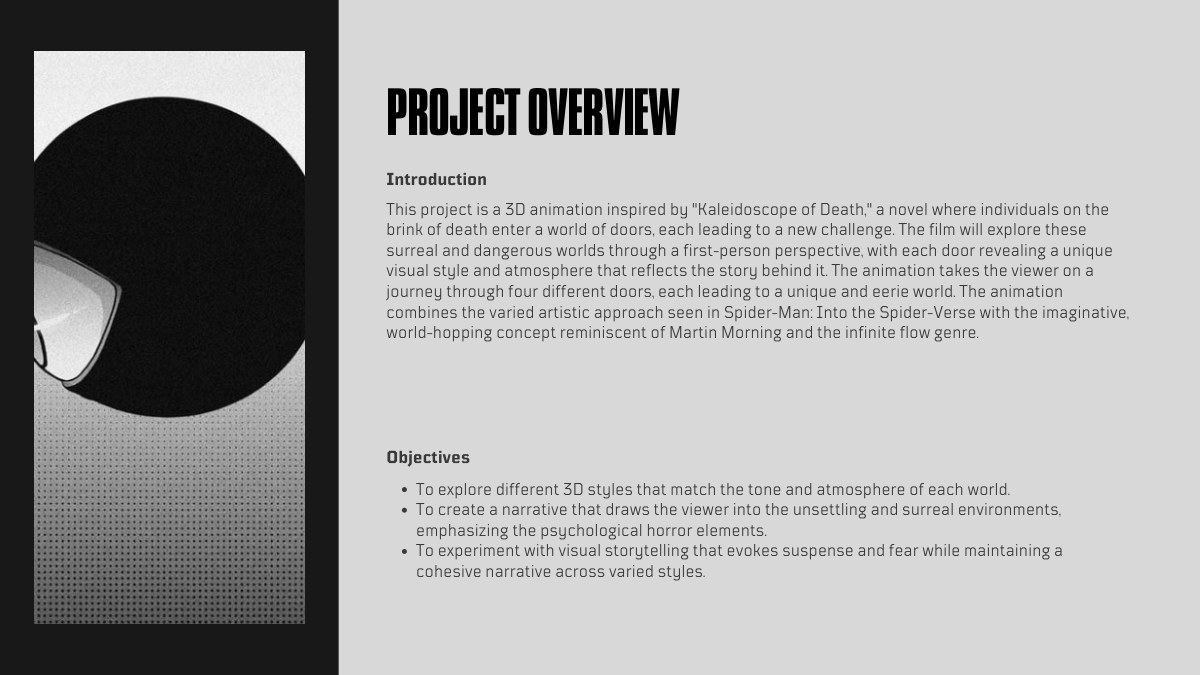 PROJECT OVERVIEW
Introduction
This project is a 3D animation inspired by "Kaleidoscope of Death," a novel where individuals on the
brink of death enter a world of doors, each leading to a new challenge. The film will explore these
surreal and dangerous worlds through a first-person perspective, with each door revealing a unique
visual style and atmosphere that reflects the story behind it. The animation takes the viewer on a
journey through four different doors, each leading to a unique and eerie world. The animation
combines the varied artistic approach seen in Spider-Man: Into the Spider-Verse with the imaginative,
world-hopping concept reminiscent of Martin Morning and the infinite flow genre.
Objectives
• To explore different 3D styles that match the tone and atmosphere of each world.
• To create a narrative that draws the viewer into the unsettling and surreal environments,
emphasizing the psychological horror elements.
• To experiment with visual storytelling that evokes suspense and fear while maintaining a
cohesive narrative across varied styles.